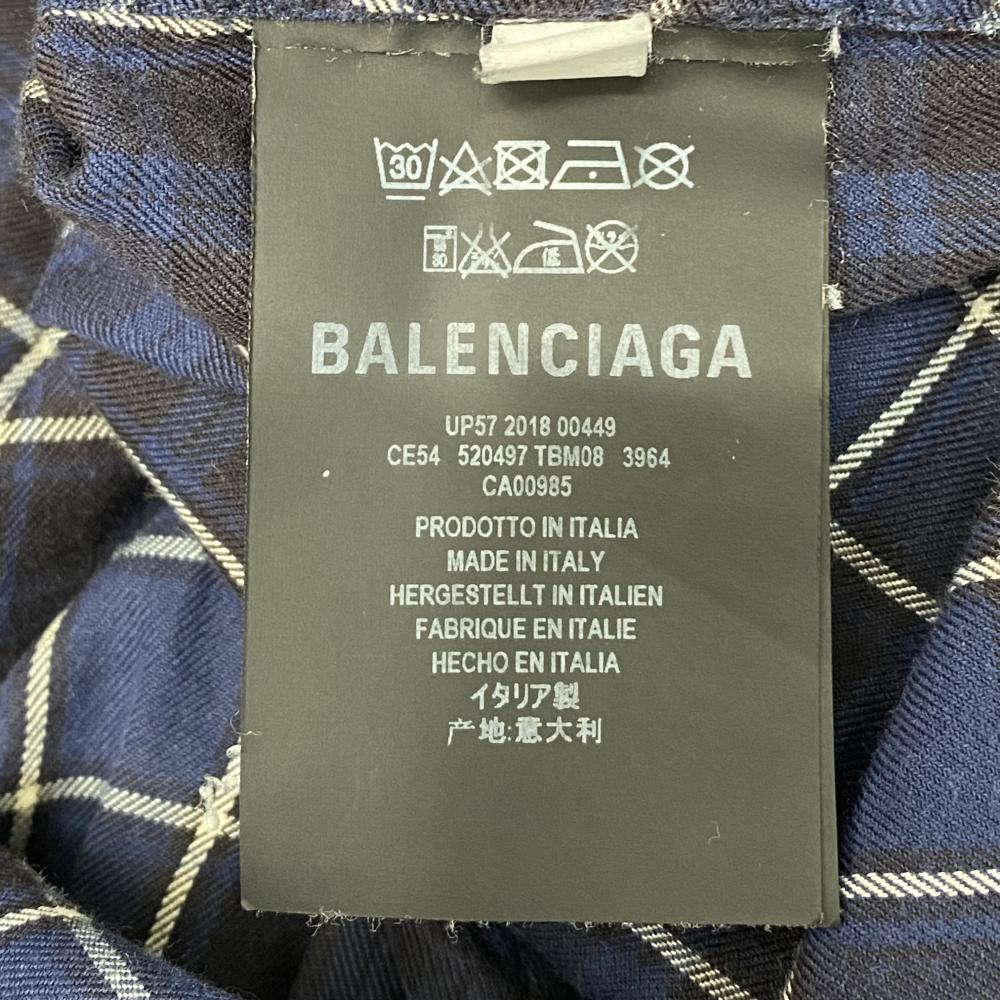 30
BALENCIAGA
UP57 2018 00449
CE54 520497 TBM08 3964
CA00985
PRODOTTO IN ITALIA
MADE IN ITALY
HERGESTELLT IN ITALIEN
FABRIQUE EN ITALIE
HECHO EN ITALIA
イタリア製
产地:意大利